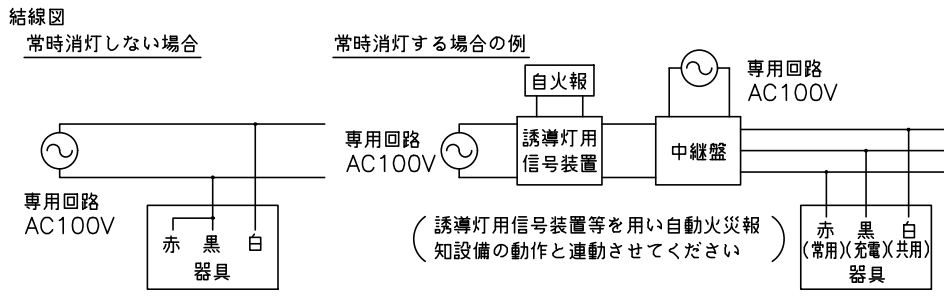 結線図
常時消灯しない場合
専用回路
AC100V
赤 黒 白
器具
常時消灯する場合の例
自火報
専用回路
AC100V
誘導灯用
信号装置
中継盤
専用回路
AC100V
(誘導灯用信号装置等を用い自動火災報
知設備の動作と連動させてください)
赤 黒 白
(常用)(充電)(共用)
器具